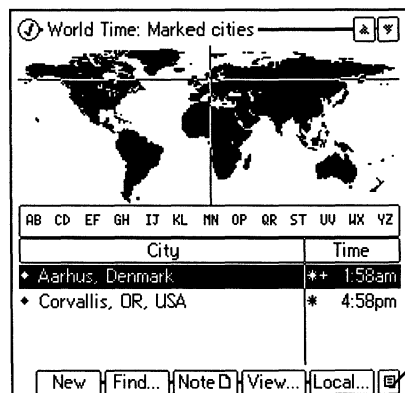 World Time: Marked cities
AB CD EF GH IJ KL MN OP QR ST UV WX YZ
City Time
◆ Aarhus, Denmark ✱+ 1:58am
◆ Corvallis, OR, USA ✱ 4:58pm
New Find... Note View... Local...